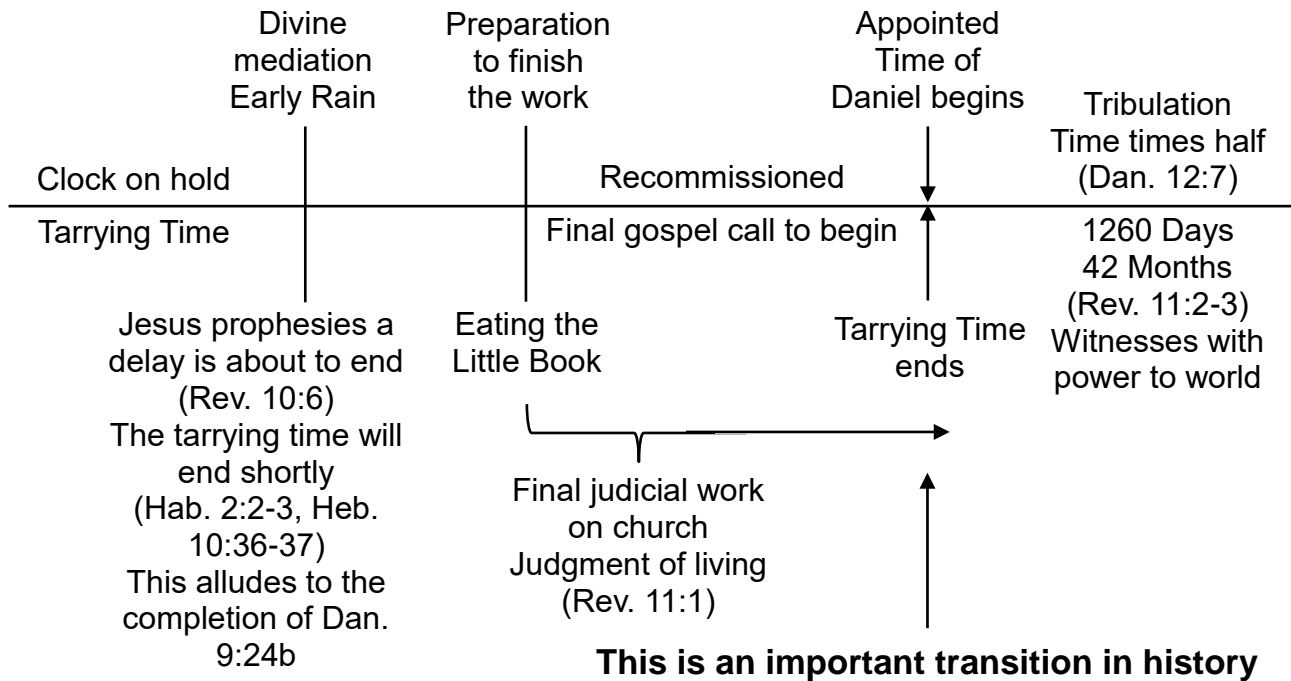 Divine
mediation
Early Rain
Preparation
to finish
the work
Appointed
Time of
Daniel begins
Tribulation
Time times half
(Dan. 12:7)
Clock on hold
Recommissioned
Tarrying Time
Final gospel call to begin
1260 Days
42 Months
(Rev. 11:2-3)
Witnesses with
power to world
Jesus prophesies a
delay is about to end
(Rev. 10:6)
The tarrying time will
end shortly
(Hab. 2:2-3, Heb.
10:36-37)
This alludes to the
completion of Dan.
9:24b
Eating the
Little Book
Tarrying Time
ends
Final judicial work
on church
Judgment of living
(Rev. 11:1)
This is an important transition in history